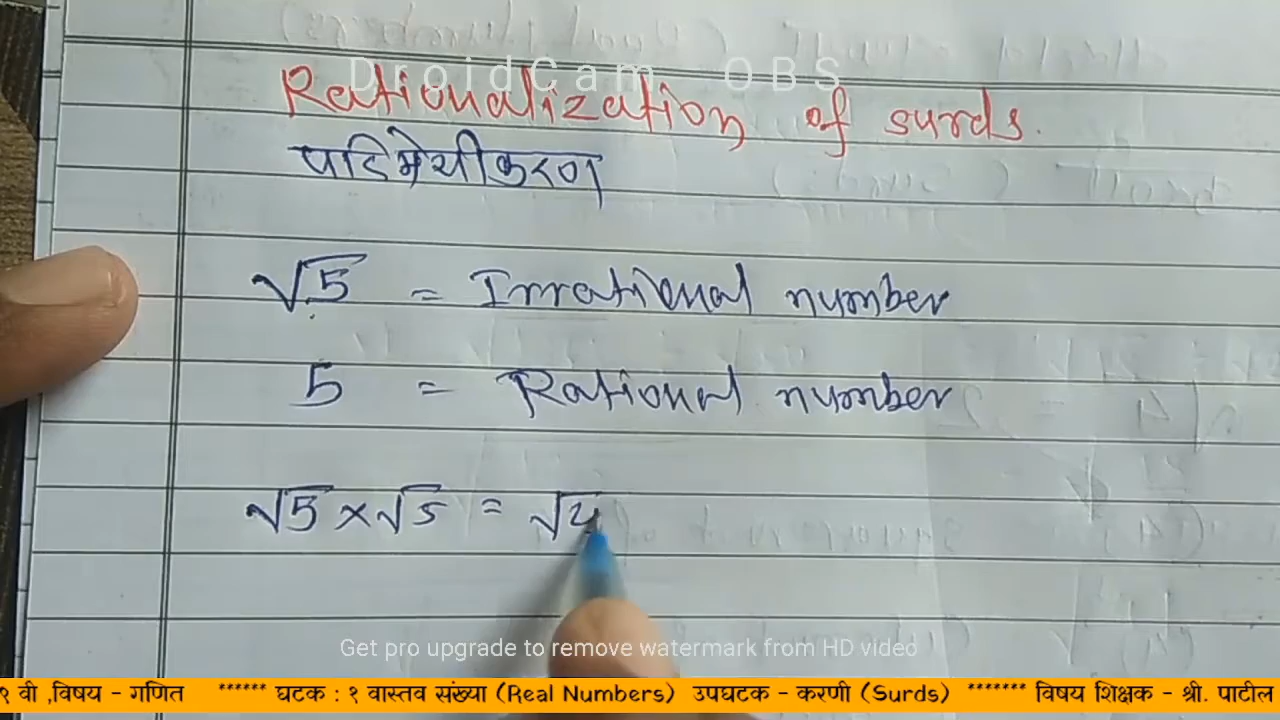 DroidCam OBS
Rationalization of surds.
परिमेयीकरण
√5 = Irrational number
5 = Rational number
√5 × √5 = √2
Get pro upgrade to remove watermark from HD video
९ वी ,विषय - गणित ****** घटक : १ वास्तव संख्या (Real Numbers) उपघटक - करणी (Surds) ******* विषय शिक्षक - श्री. पाटील